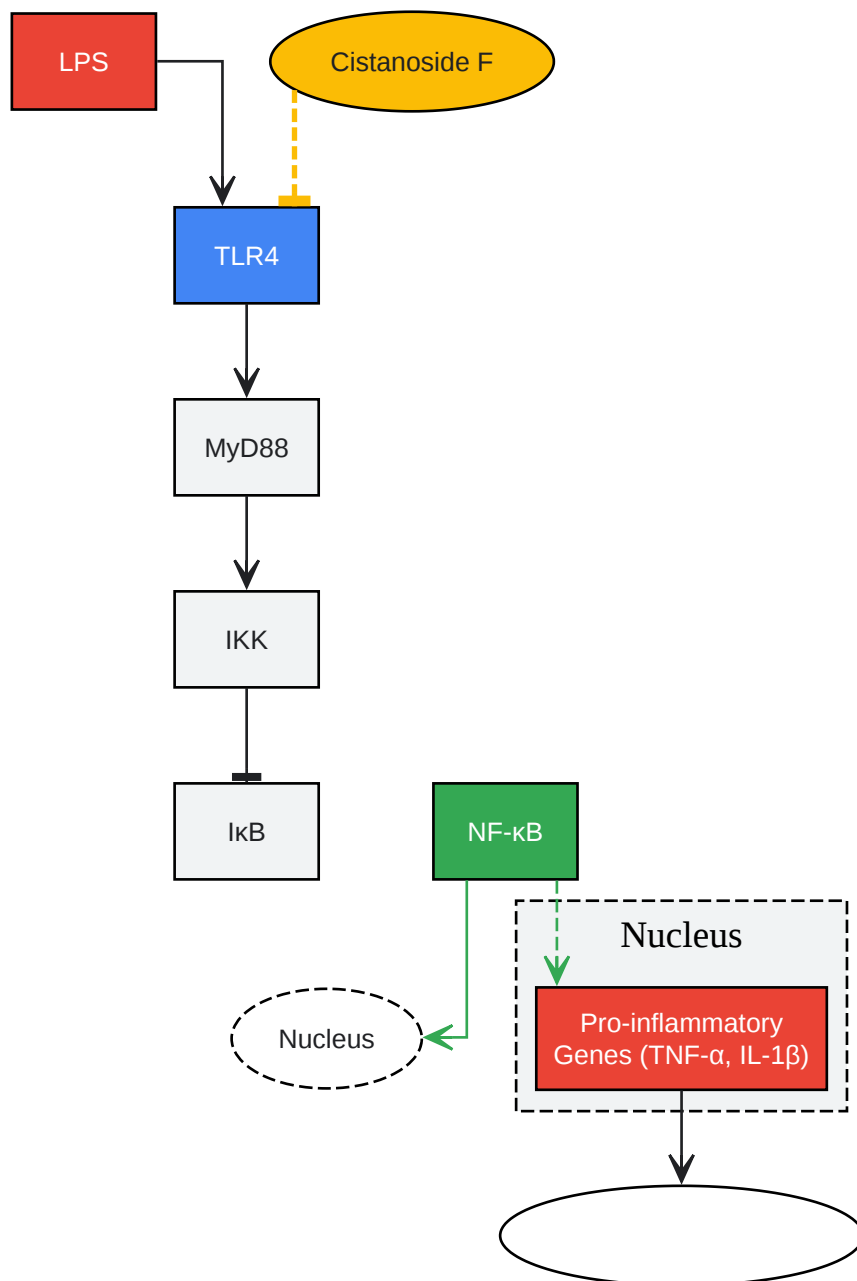 LPS
Cistanoside F
TLR4
MyD88
IKK
IκB
NF-κB
Nucleus
Nucleus
Pro-inflammatory
Genes (TNF-α, IL-1β)